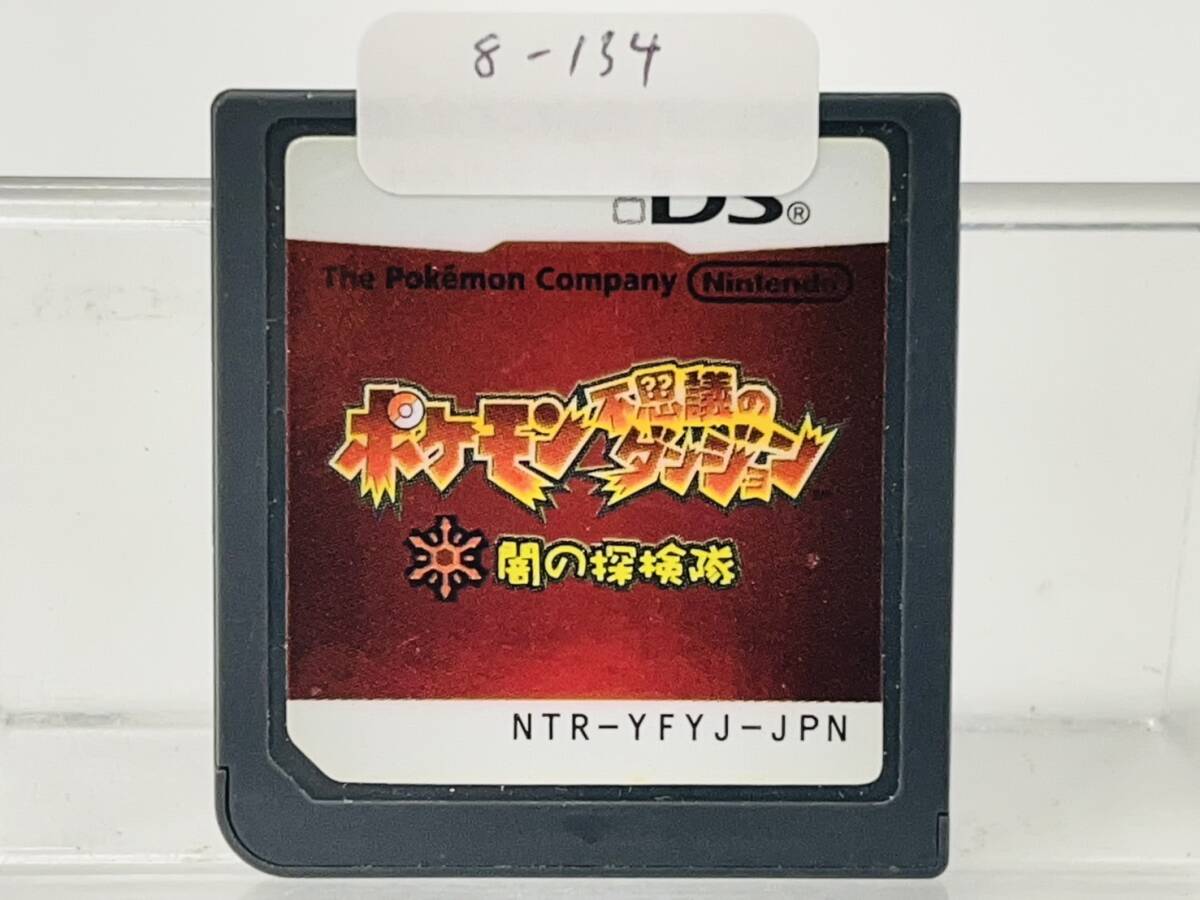 8-134
DS®
The Pokémon Company Nintendo
ポケモン不思議のダンジョン
闇の探検隊
NTR-YFYJ-JPN